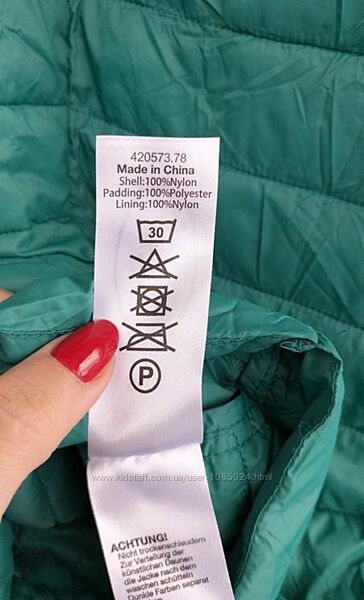 420573.78
Made in China
Shell:100%Nylon
Padding:100%Polyester
Lining:100%Nylon
30
P
www.kidstaff.com.ua/user-1085024.html
ACHTUNG!
Nicht trockenschleudern
Zur Verteilung der
künstlichen Daunen
die Jacke nach dem
waschen schütteln
Dunkle Farben separat